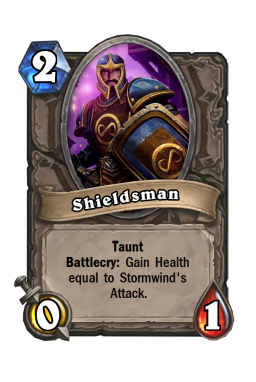 2
Shieldsman
Taunt
Battlecry: Gain Health
equal to Stormwind's
Attack.
0
1